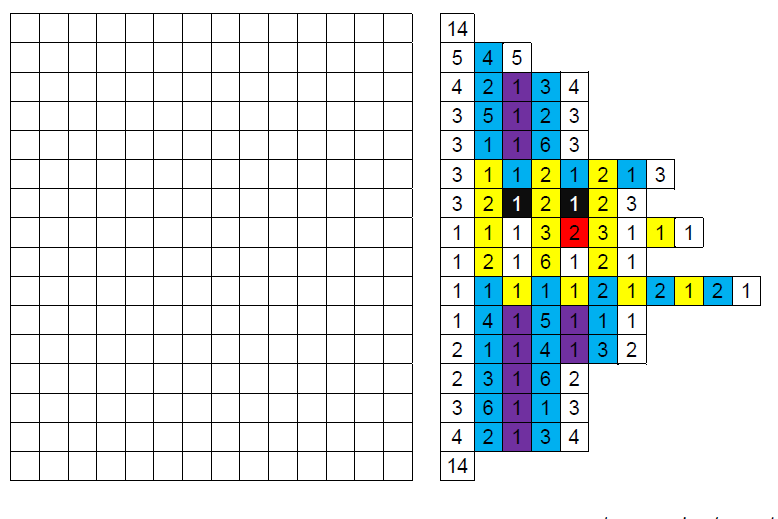 14
5 4 5
4 2 1 3 4
3 5 1 2 3
3 1 1 6 3
3 1 1 2 1 2 1 3
3 2 1 2 1 2 3
1 1 1 3 2 3 1 1 1
1 2 1 6 1 2 1
1 1 1 1 1 2 1 2 1 2 1
1 4 1 5 1 1 1
2 1 1 4 1 3 2
2 3 1 6 2
3 6 1 1 3
4 2 1 3 4
14